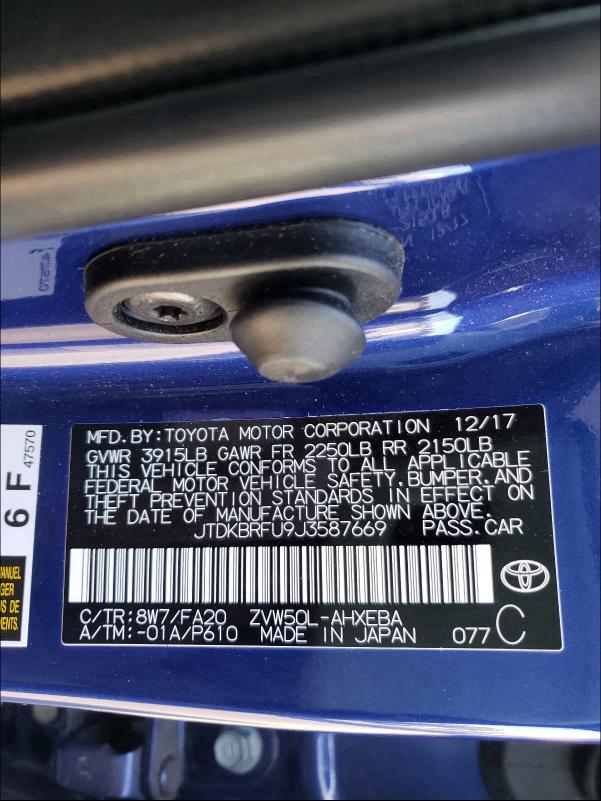 MFD. BY: TOYOTA MOTOR CORPORATION 12/17
GVWR 3915LB GAWR FR 2250LB RR 2150LB
THIS VEHICLE CONFORMS TO ALL APPLICABLE
FEDERAL MOTOR VEHICLE SAFETY, BUMPER, AND
THEFT PREVENTION STANDARDS IN EFFECT ON
THE DATE OF MANUFACTURE SHOWN ABOVE.
JTDKBRFU9J3587669 PASS. CAR
C/TR: 8W7/FA20 ZVW50L-AHXEBA
A/TM: -01A/P610 MADE IN JAPAN 077 C
6 F
47570